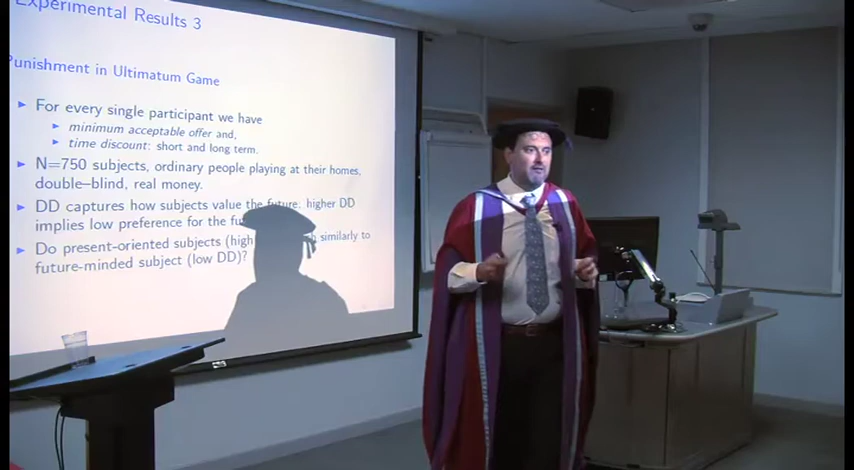 Experimental Results 3
Punishment in Ultimatum Game
For every single participant we have
minimum acceptable offer and,
time discount: short and long term.
N=750 subjects, ordinary people playing at their homes,
double–blind, real money.
DD captures how subjects value the future: higher DD
implies low preference for the
Do present-oriented subjects (high similarly to
future-minded subject (low DD)?